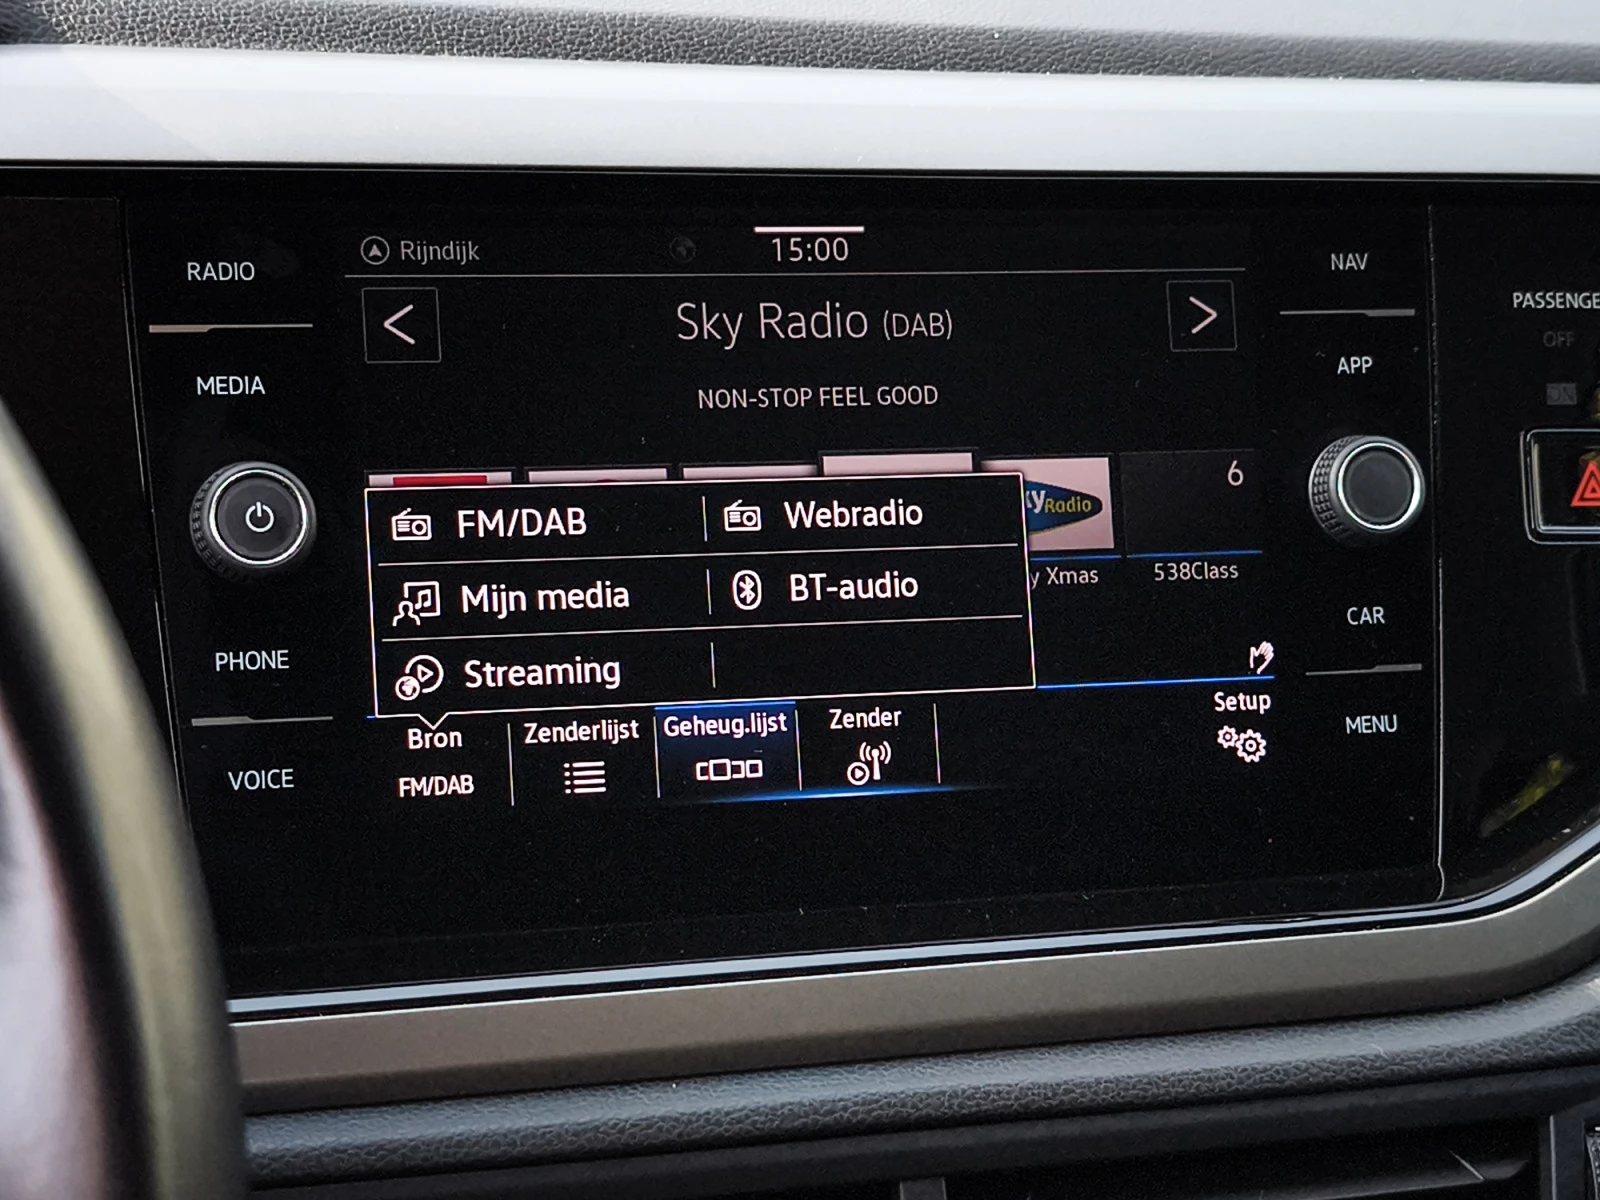 RADIO
MEDIA
PHONE
VOICE
Rijndijk
15:00
Sky Radio (DAB)
NON-STOP FEEL GOOD
6
FM/DAB
Webradio
Mijn media
BT-audio
Streaming
Radio
y Xmas
538Class
Bron
FM/DAB
Zenderlijst
Geheug.lijst
Zender
Setup
NAV
APP
CAR
MENU
PASSENGE
OFF
ON